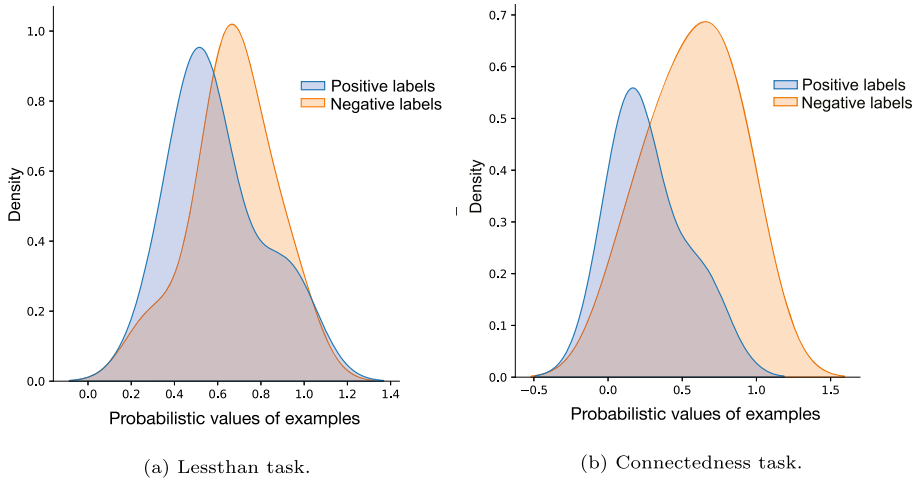 1.0
0.8
0.6
0.4
0.2
0.0
Density
0.0 0.2 0.4 0.6 0.8 1.0 1.2 1.4
Probabilistic values of examples
Positive labels
Negative labels
(a) Lessthan task.
0.7
0.6
0.5
0.4
0.3
0.2
0.1
0.0
Density
−0.5 0.0 0.5 1.0 1.5
Probabilistic values of examples
Positive labels
Negative labels
(b) Connectedness task.